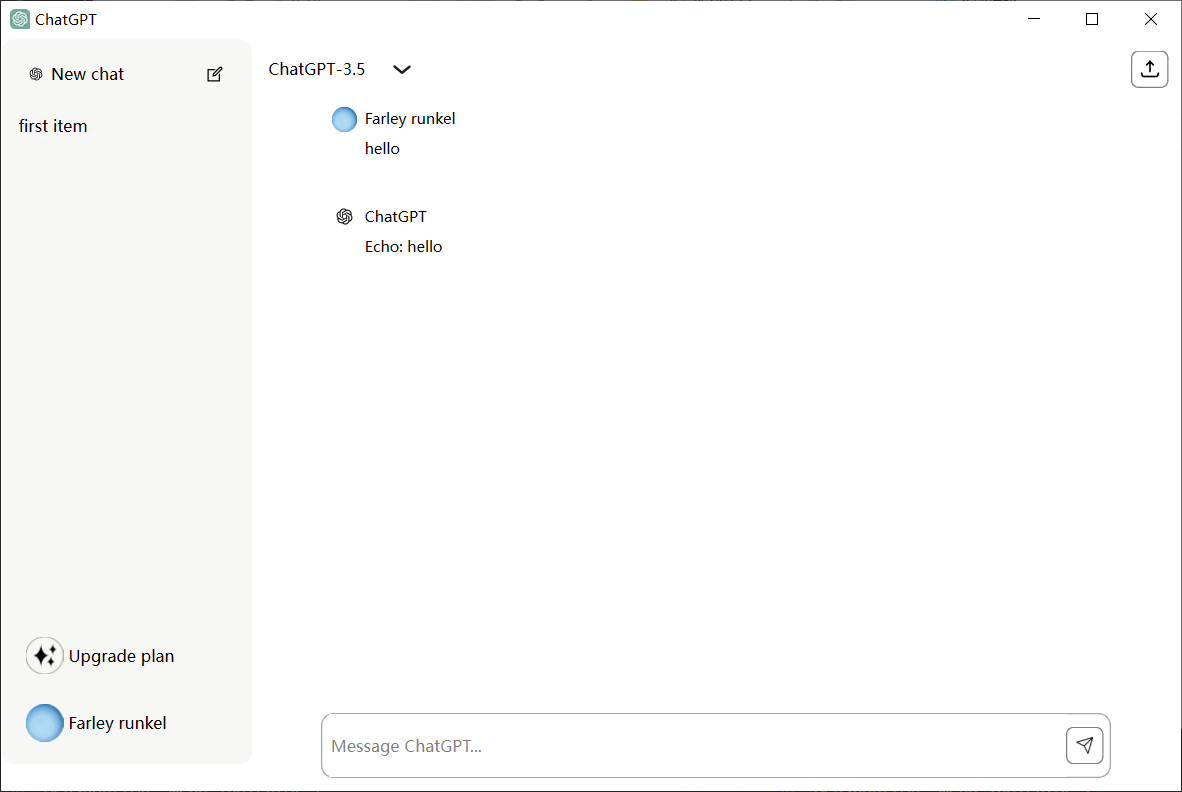 ChatGPT
New chat
first item
Upgrade plan
Farley runkel
ChatGPT-3.5
Farley runkel
hello
ChatGPT
Echo: hello
Message ChatGPT...